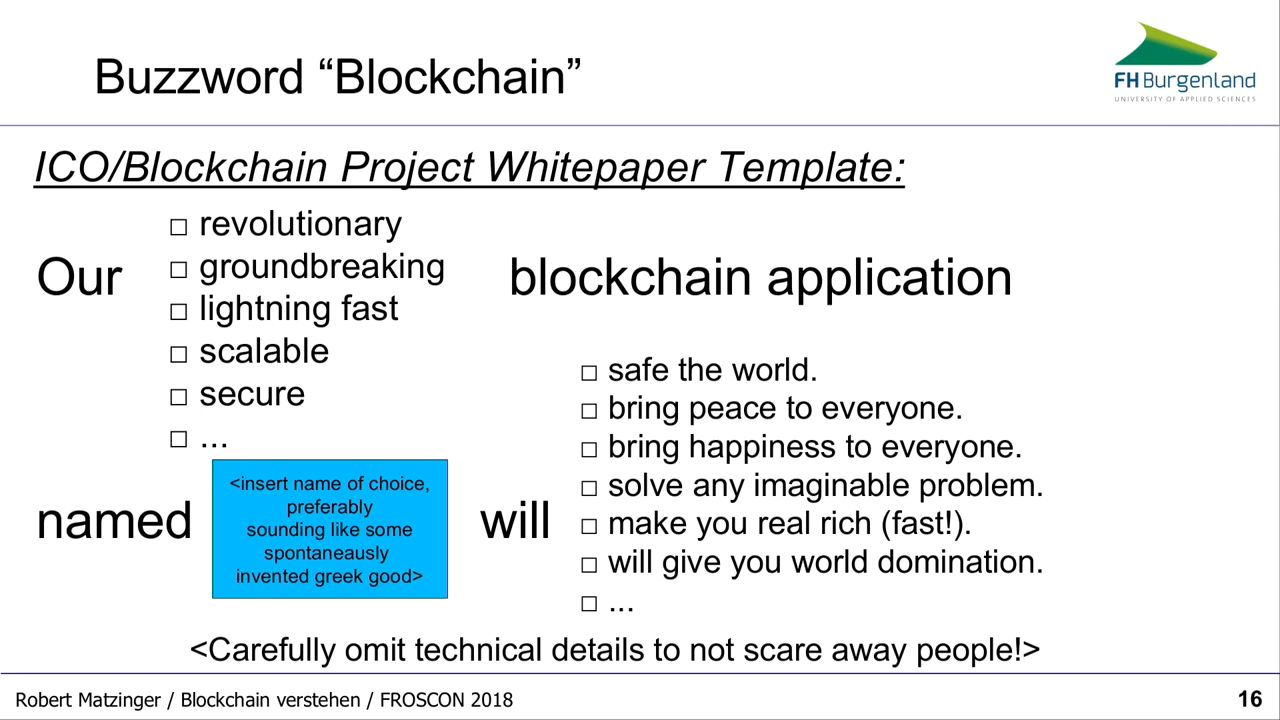 Buzzword “Blockchain”
FH Burgenland
UNIVERSITY OF APPLIED SCIENCES
ICO/Blockchain Project Whitepaper Template:
Our
□ revolutionary
□ groundbreaking
□ lightning fast
□ scalable
□ secure
□ ...
blockchain application
named
<insert name of choice,
preferably
sounding like some
spontaneausly
invented greek good>
will
□ safe the world.
□ bring peace to everyone.
□ bring happiness to everyone.
□ solve any imaginable problem.
□ make you real rich (fast!).
□ will give you world domination.
□ ...
<Carefully omit technical details to not scare away people!>
Robert Matzinger / Blockchain verstehen / FROSCON 2018
16